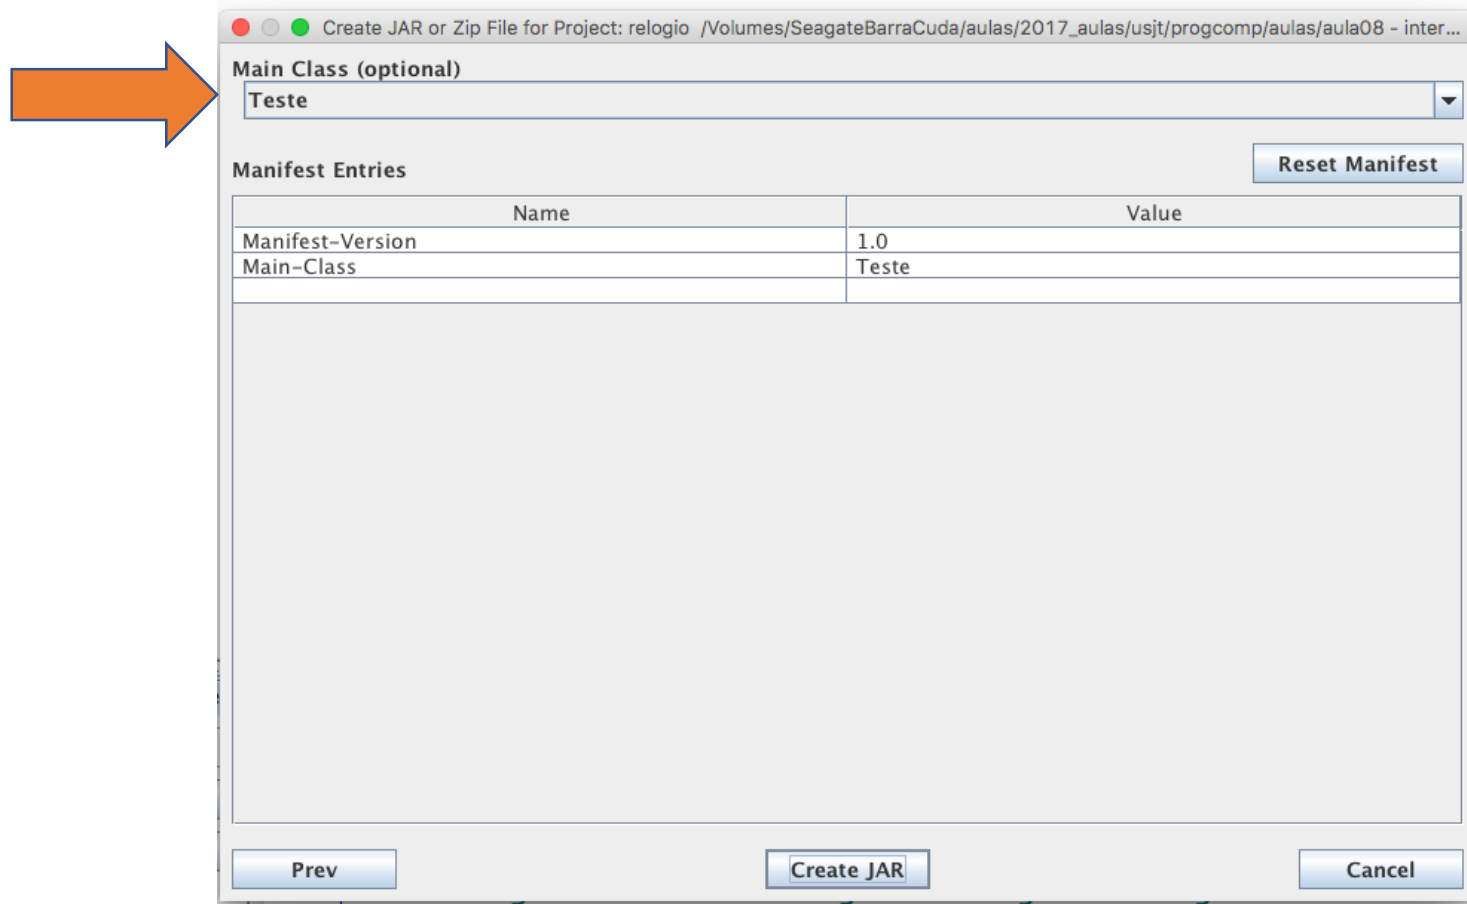 Create JAR or Zip File for Project: relogio /Volumes/SeagateBarraCuda/aulas/2017_aulas/usjt/progcomp/aulas/aula08 - inter...
Main Class (optional)
Teste
Manifest Entries
Reset Manifest
Name Value
Manifest-Version 1.0
Main-Class Teste
Prev Create JAR Cancel